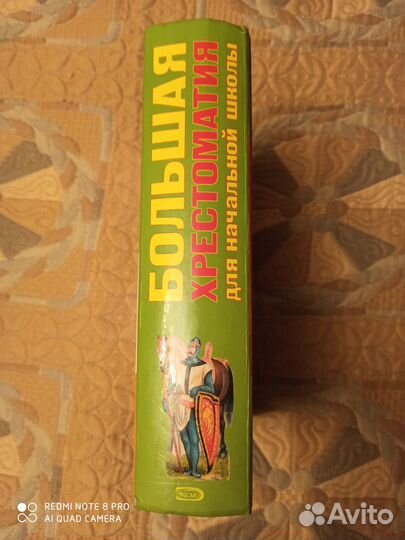 БОЛЬШАЯ
ХРЕСТОМАТИЯ
для начальной школы
ЭКСМО
REDMI NOTE 8 PRO
AI QUAD CAMERA
Avito